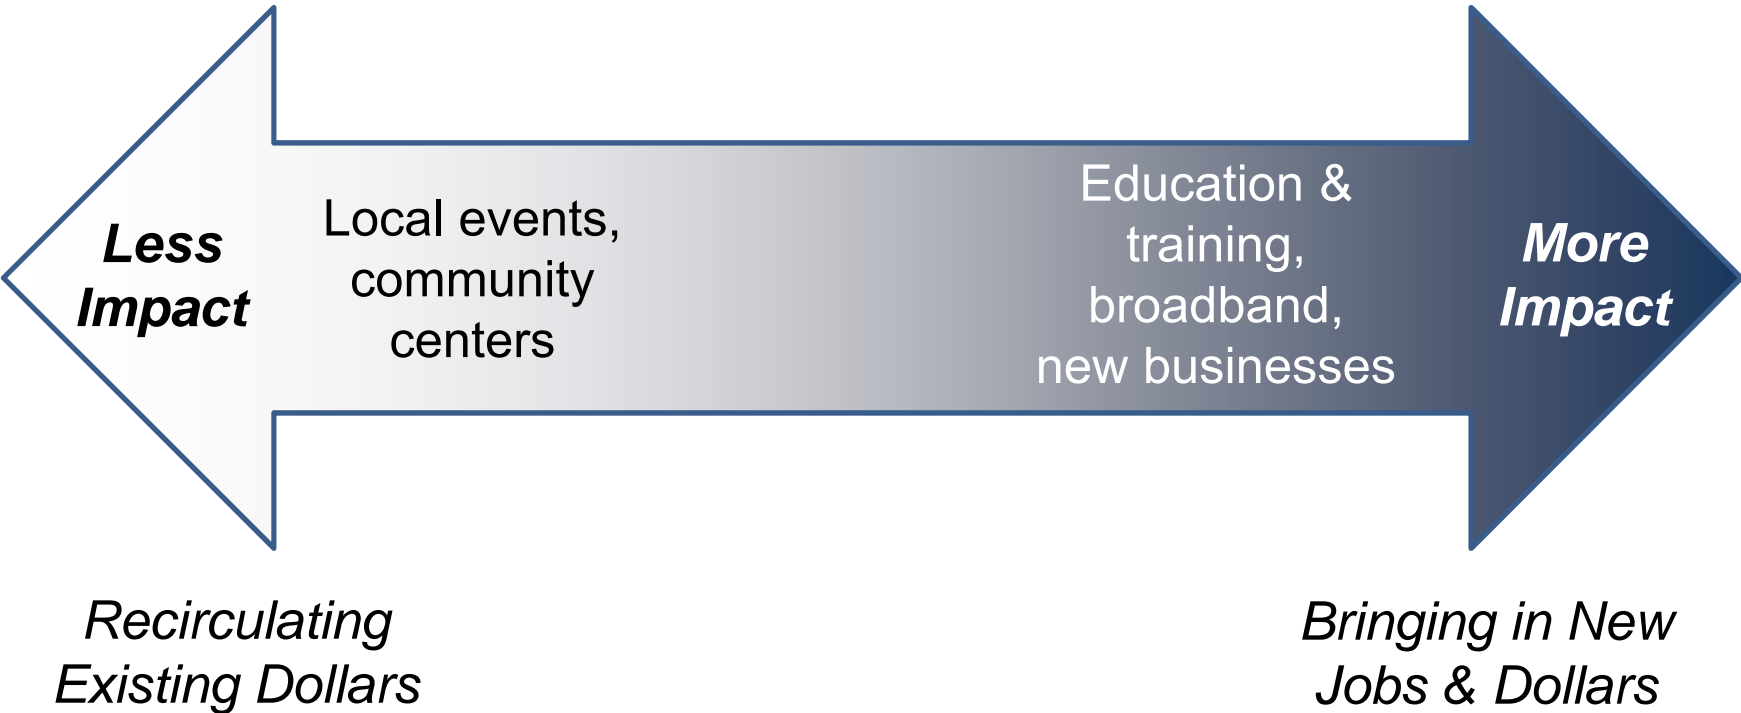 Less
Impact
Local events,
community
centers
Education &
training,
broadband,
new businesses
More
Impact
Recirculating
Existing Dollars
Bringing in New
Jobs & Dollars